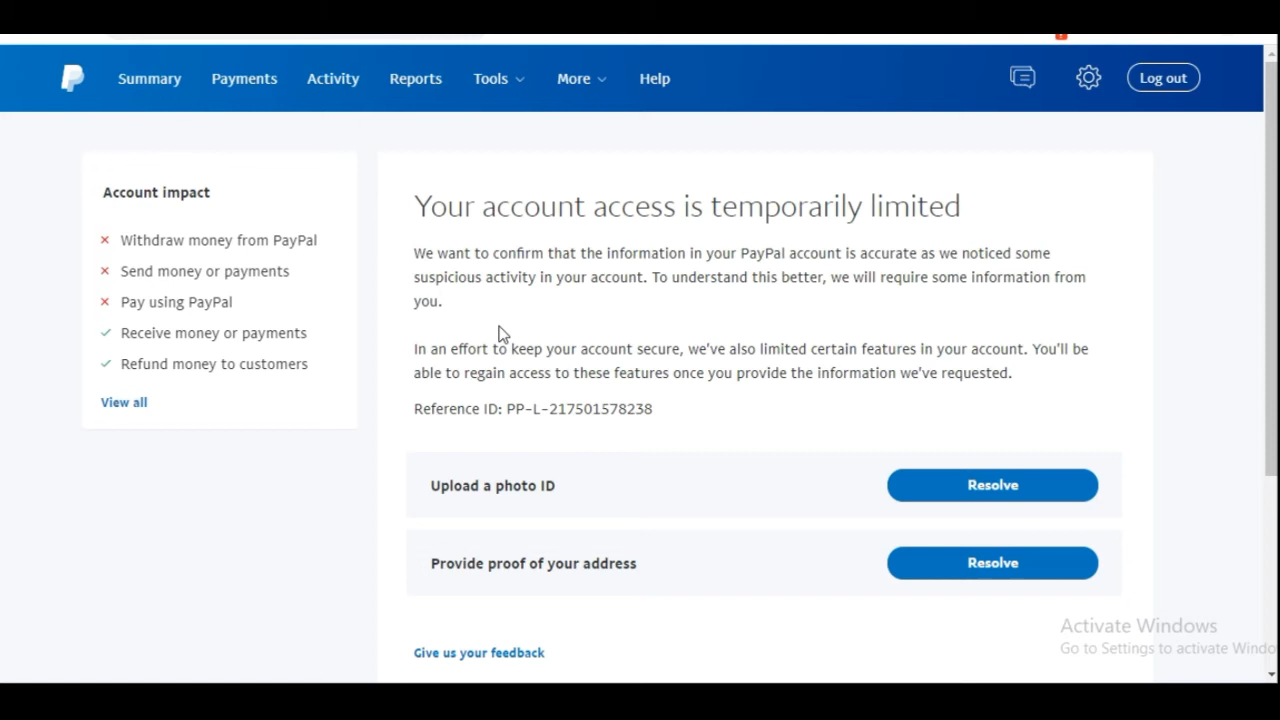 Summary Payments Activity Reports Tools More Help Log out
Account impact
Withdraw money from PayPal
Send money or payments
Pay using PayPal
Receive money or payments
Refund money to customers
View all
Your account access is temporarily limited
We want to confirm that the information in your PayPal account is accurate as we noticed some
suspicious activity in your account. To understand this better, we will require some information from
you.
In an effort to keep your account secure, we've also limited certain features in your account. You'll be
able to regain access to these features once you provide the information we've requested.
Reference ID: PP-L-217501578238
Upload a photo ID Resolve
Provide proof of your address Resolve
Give us your feedback
Activate Windows
Go to Settings to activate Windo